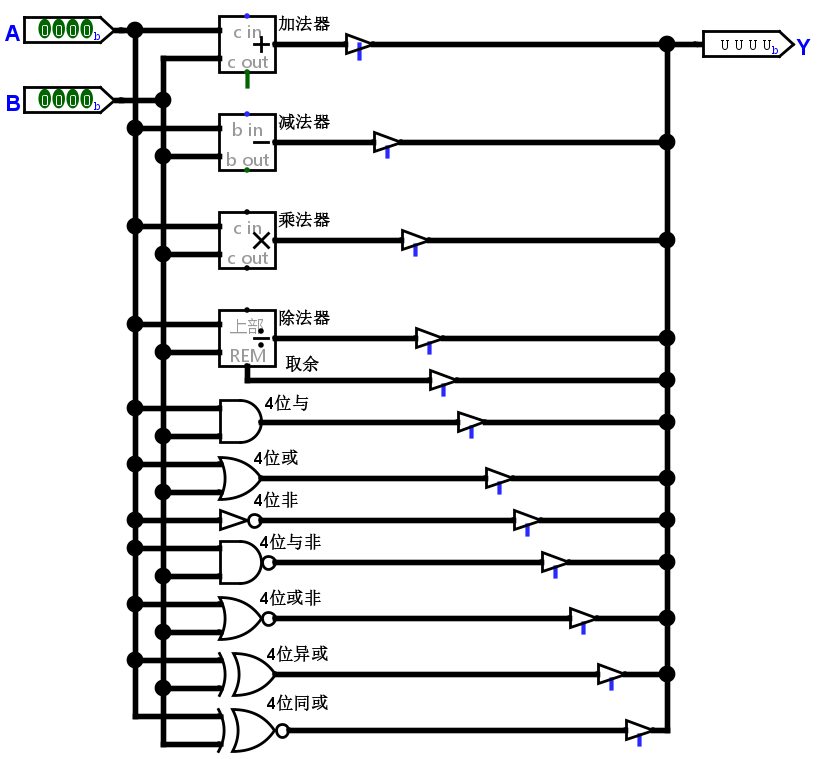 A 0000b
c in 加法器
+
c out
UUUUb Y
B 0000b
b in 减法器
−
b out
c in 乘法器
×
c out
上部 除法器
÷
REM 取余
4位与
4位或
4位非
4位与非
4位或非
4位异或
4位同或